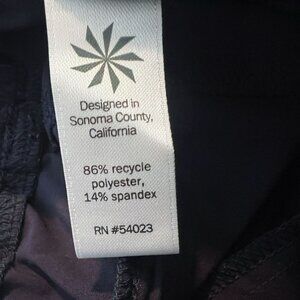 Designed in
Sonoma County,
California
86% recycle
polyester,
14% spandex
RN #54023